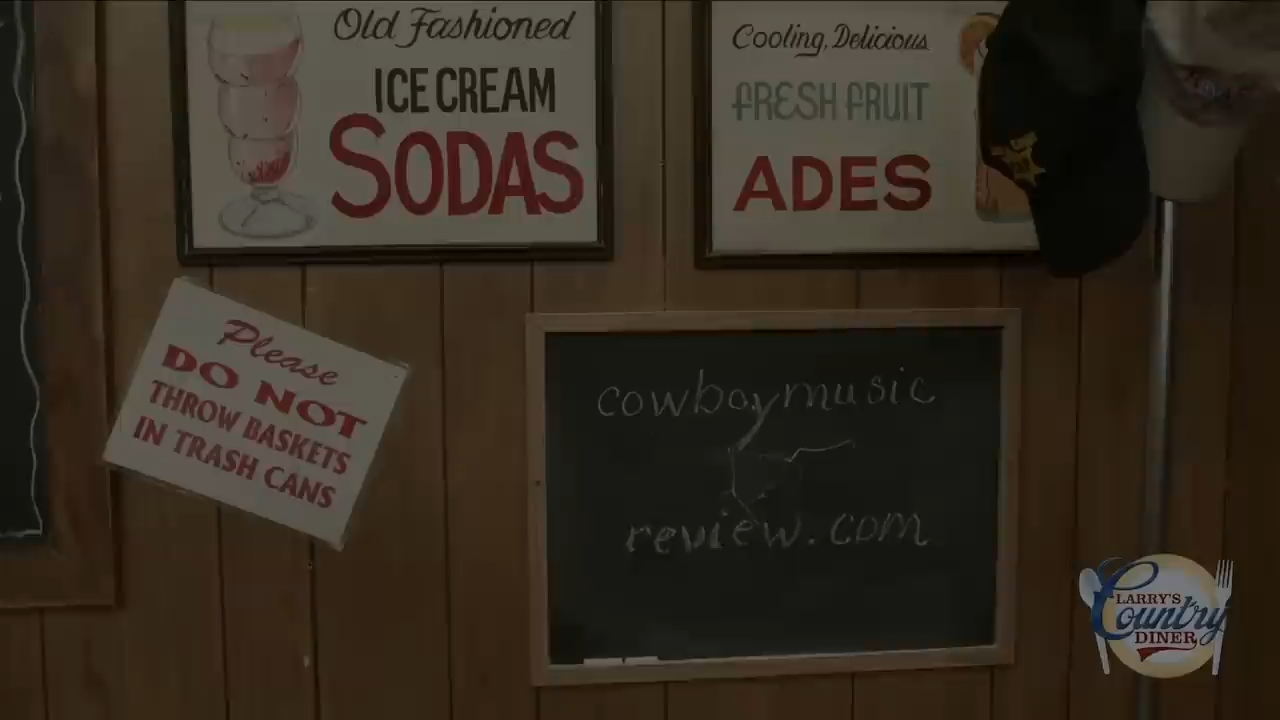 Old Fashioned
ICE CREAM
SODAS
Cooling, Delicious
FRESH FRUIT
ADES
Please
DO NOT
THROW BASKETS
IN TRASH CANS
cowboymusic
review.com
LARRY'S
Country
DINER